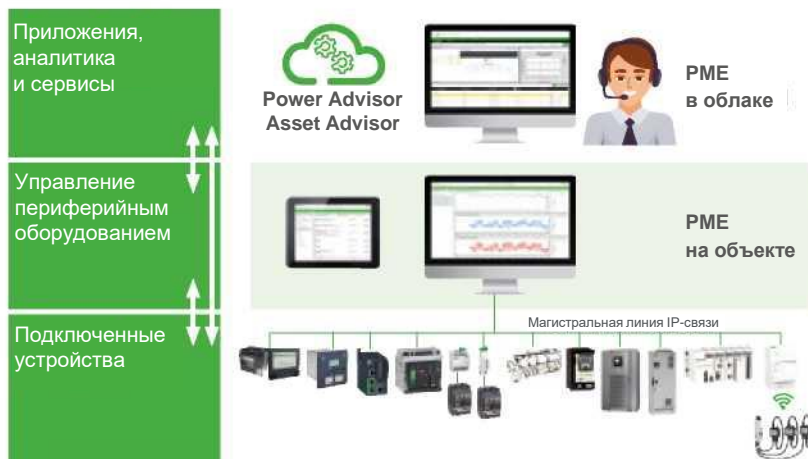 Приложения,
аналитика
и сервисы
Power Advisor
Asset Advisor
PME
в облаке
Управление
периферийным
оборудованием
PME
на объекте
Магистральная линия IP-связи
Подключенные
устройства